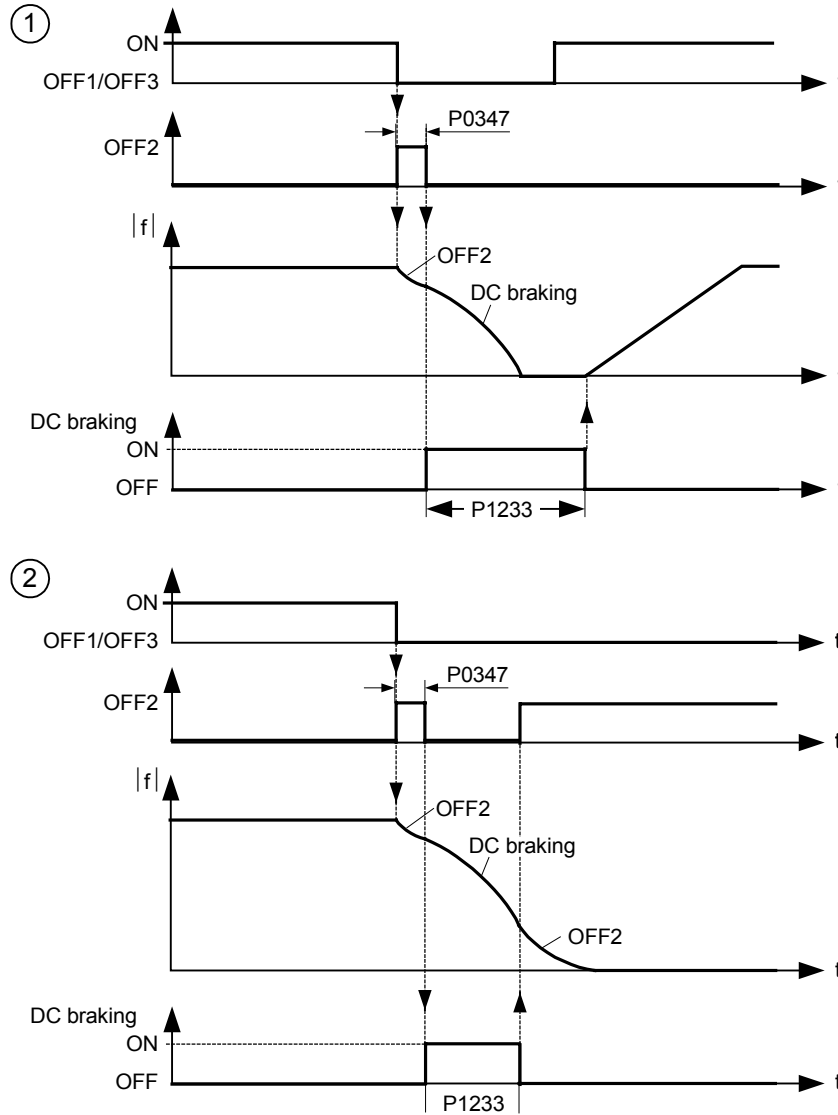 1
ON
OFF1/OFF3
P0347
OFF2
|f|
OFF2
DC braking
DC braking
ON
OFF
P1233
2
ON
OFF1/OFF3
t
P0347
OFF2
t
|f|
OFF2
DC braking
OFF2
t
DC braking
ON
OFF
t
P1233